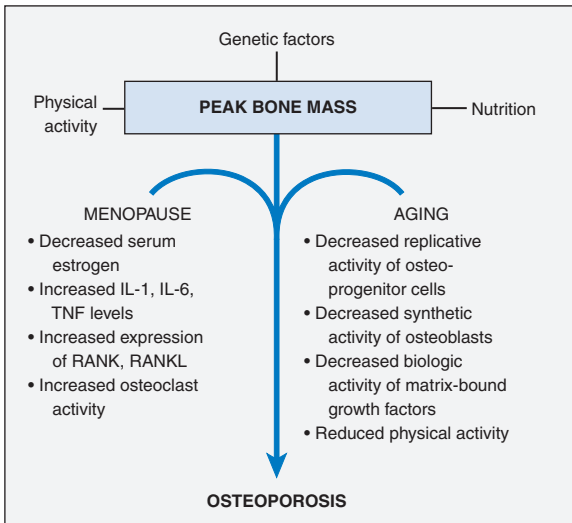 Genetic factors
Physical
activity
PEAK BONE MASS
Nutrition
MENOPAUSE
• Decreased serum
estrogen
• Increased IL-1, IL-6,
TNF levels
• Increased expression
of RANK, RANKL
• Increased osteoclast
activity
AGING
• Decreased replicative
activity of osteo-
progenitor cells
• Decreased synthetic
activity of osteoblasts
• Decreased biologic
activity of matrix-bound
growth factors
• Reduced physical activity
OSTEOPOROSIS